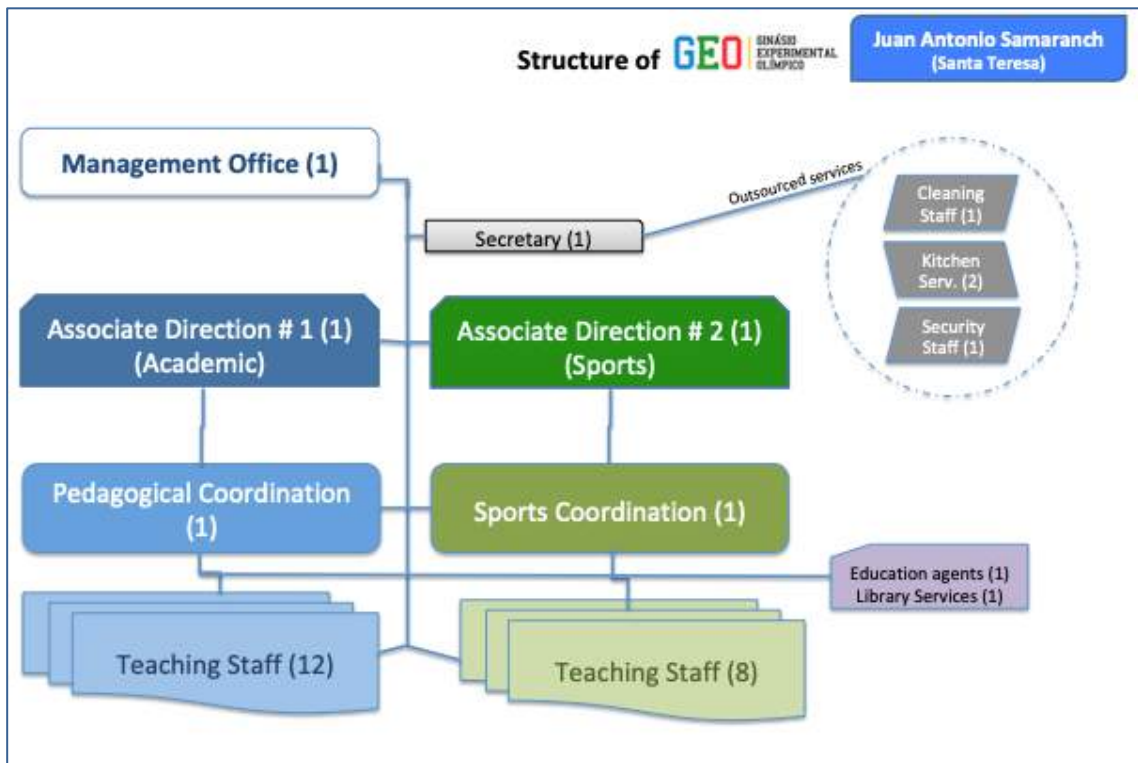 Structure of
GEO
GINÁSIO
EXPERIMENTAL
OLÍMPICO
Juan Antonio Samaranch
(Santa Teresa)
Management Office (1)
Outsourced services
Secretary (1)
Cleaning
Staff (1)
Kitchen
Serv. (2)
Security
Staff (1)
Associate Direction # 1 (1)
(Academic)
Associate Direction # 2 (1)
(Sports)
Pedagogical Coordination
(1)
Sports Coordination (1)
Education agents (1)
Library Services (1)
Teaching Staff (12)
Teaching Staff (8)